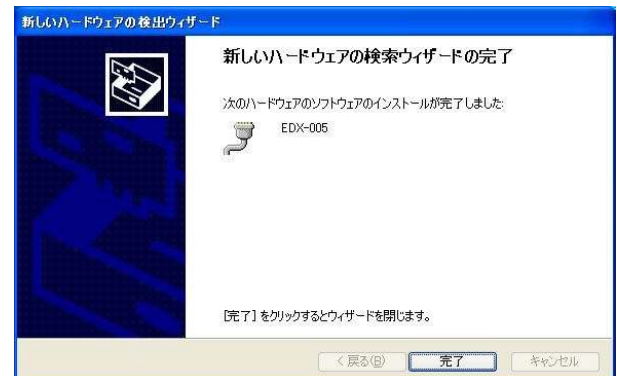 新しいハードウェアの検出ウィザード
新しいハードウェアの検索ウィザードの完了
次のハードウェアのソフトウェアのインストールが完了しました:
EDX-005
[完了] をクリックするとウィザードを閉じます。
< 戻る(B) 完了 キャンセル